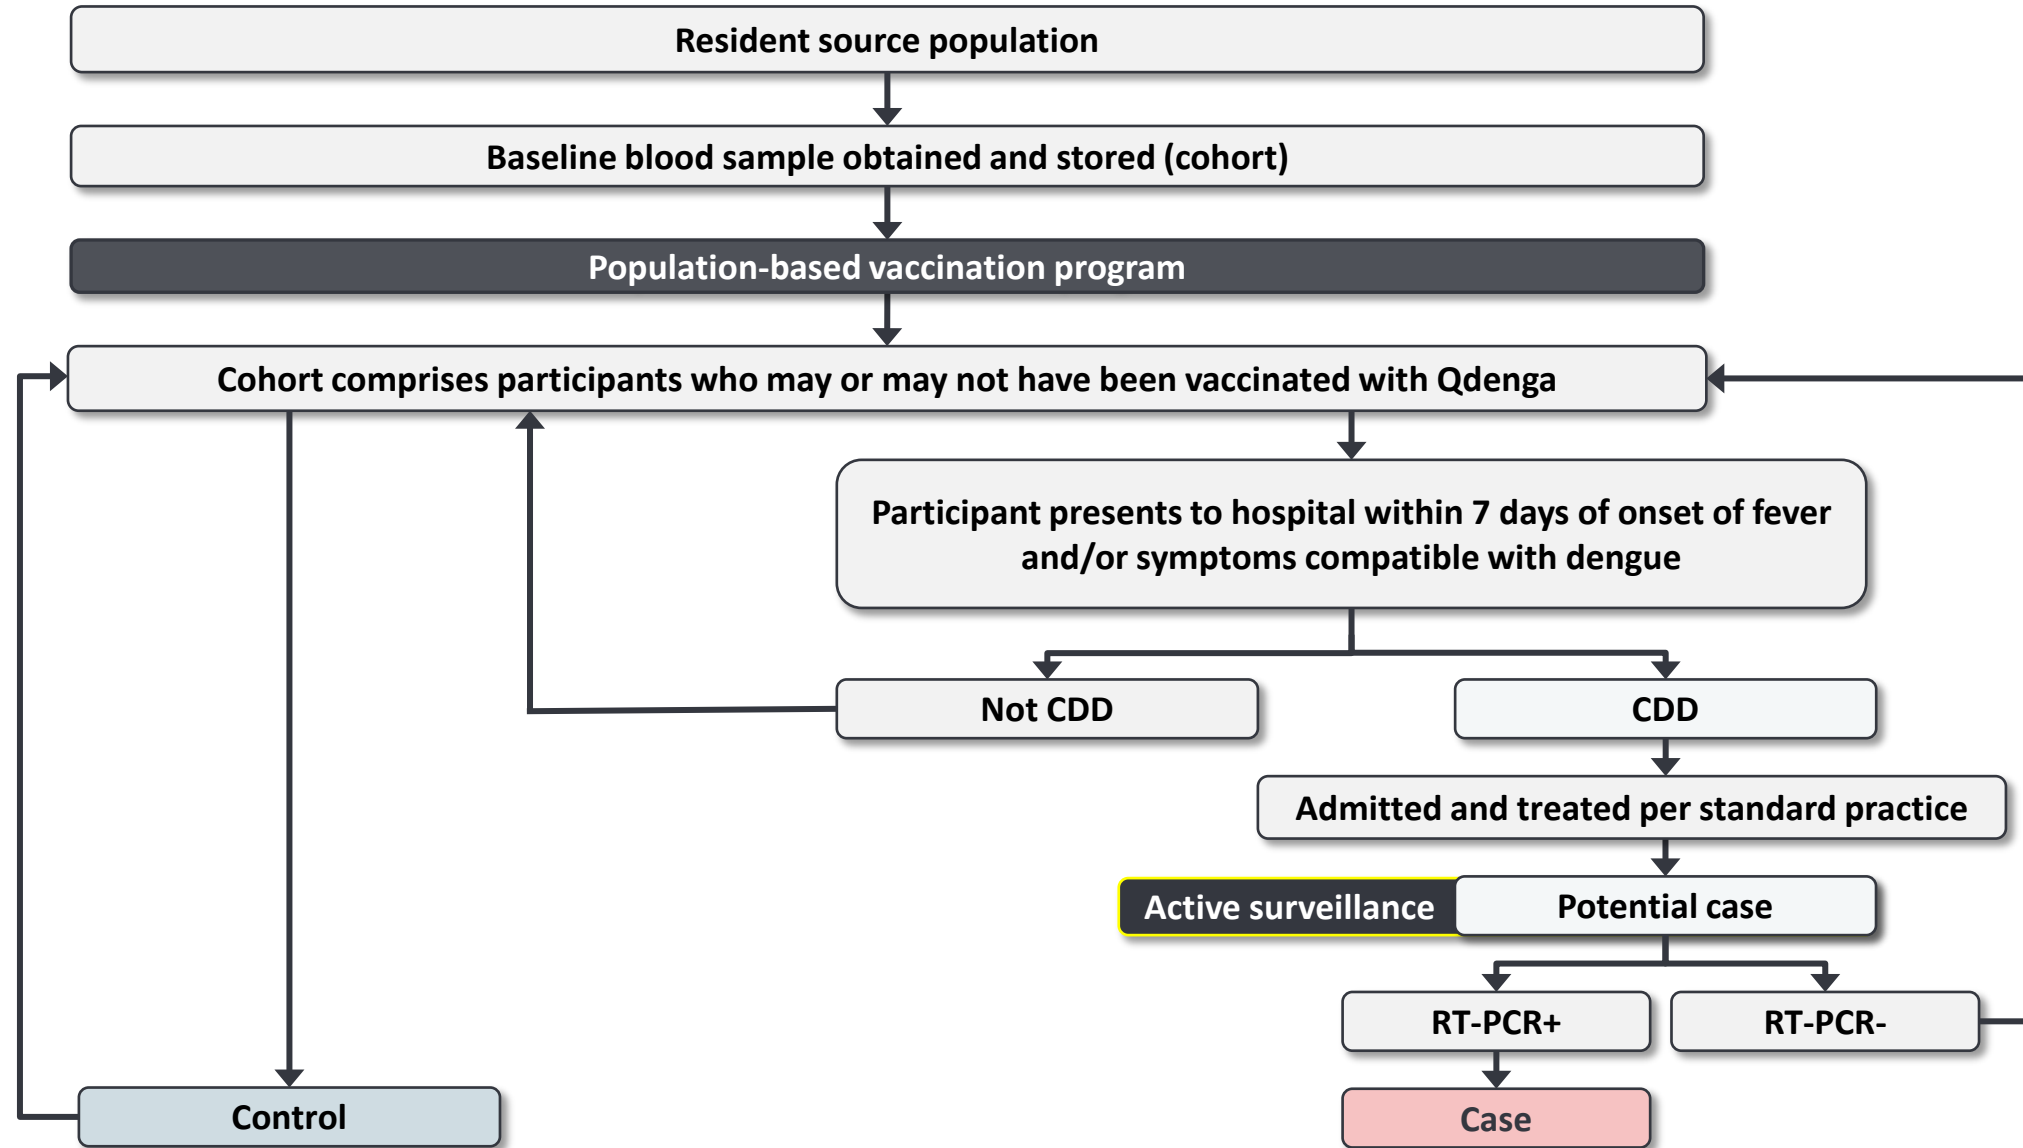 Resident source population
Baseline blood sample obtained and stored (cohort)
Population-based vaccination program
Cohort comprises participants who may or may not have been vaccinated with Qdenga
Participant presents to hospital within 7 days of onset of fever
and/or symptoms compatible with dengue
Not CDD
CDD
Admitted and treated per standard practice
Active surveillance
Potential case
RT-PCR+
RT-PCR-
Control
Case